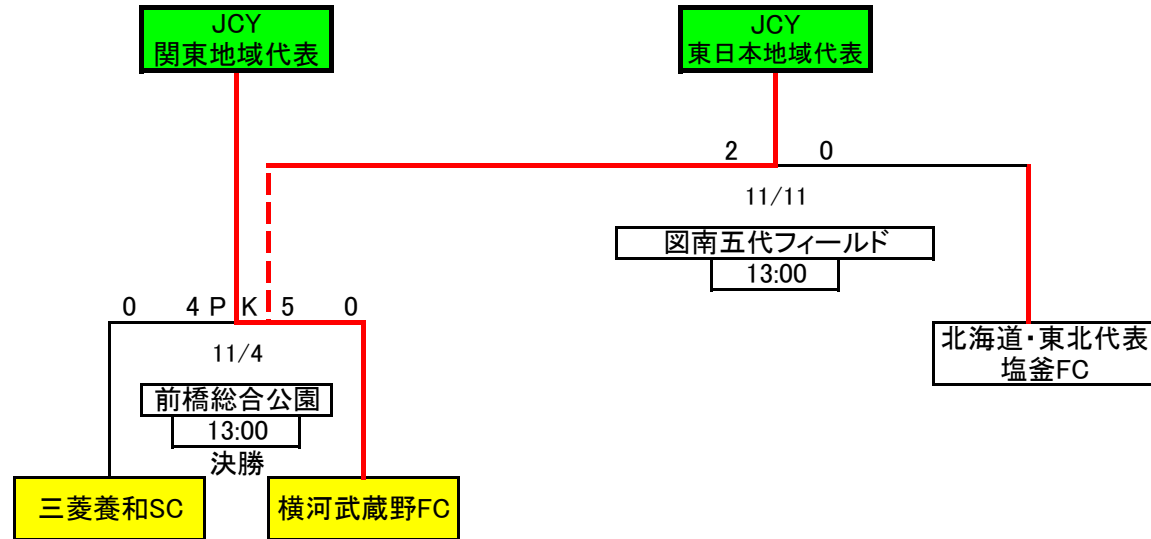 JCY
関東地域代表
JCY
東日本地域代表
2 0
11/11
図南五代フィールド
13:00
0 4 P K 5 0
11/4
北海道・東北代表
塩釜FC
前橋総合公園
13:00
決勝
三菱養和SC
横河武蔵野FC